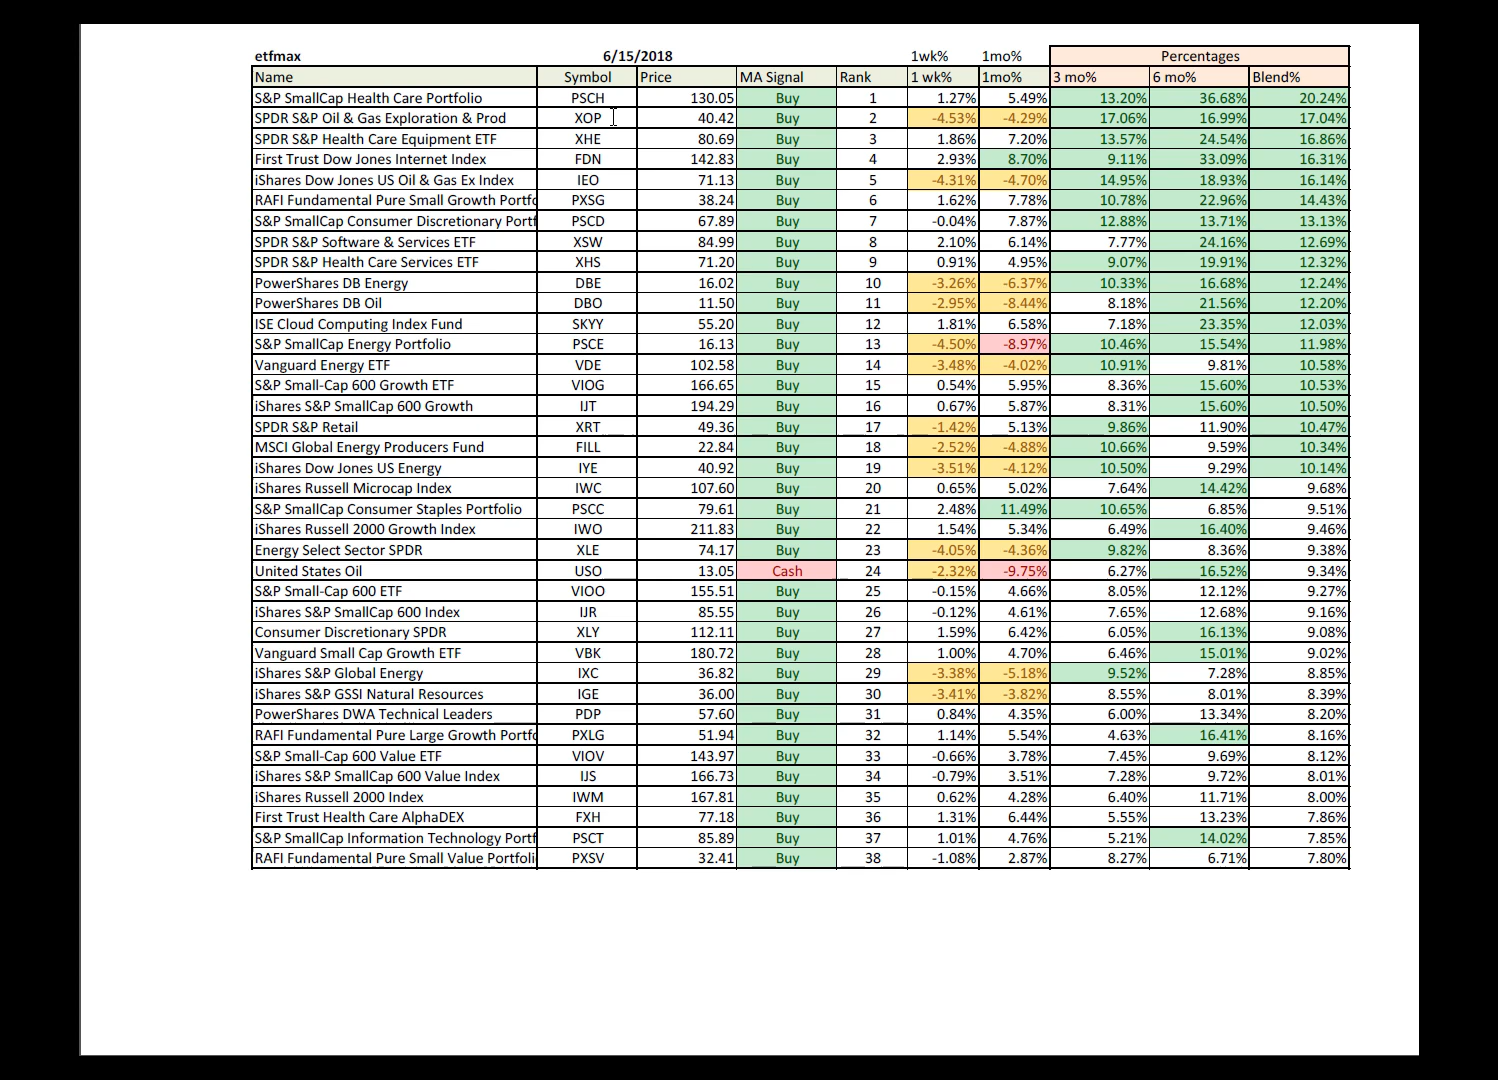 etfmax 6/15/2018 1wk% 1mo% Percentages
Name Symbol Price MA Signal Rank 1 wk% 1mo% 3 mo% 6 mo% Blend%
S&P SmallCap Health Care Portfolio PSCH 130.05 Buy 1 1.27% 5.49% 13.20% 36.68% 20.24%
SPDR S&P Oil & Gas Exploration & Prod XOP 40.42 Buy 2 -4.53% -4.29% 17.06% 16.99% 17.04%
SPDR S&P Health Care Equipment ETF XHE 80.69 Buy 3 1.86% 7.20% 13.57% 24.54% 16.86%
First Trust Dow Jones Internet Index FDN 142.83 Buy 4 2.93% 8.70% 9.11% 33.09% 16.31%
iShares Dow Jones US Oil & Gas Ex Index IEO 71.13 Buy 5 -4.31% -4.70% 14.95% 18.93% 16.14%
RAFI Fundamental Pure Small Growth Portfo PXSG 38.24 Buy 6 1.62% 7.78% 10.78% 22.96% 14.43%
S&P SmallCap Consumer Discretionary Portf PSCD 67.89 Buy 7 -0.04% 7.87% 12.88% 13.71% 13.13%
SPDR S&P Software & Services ETF XSW 84.99 Buy 8 2.10% 6.14% 7.77% 24.16% 12.69%
SPDR S&P Health Care Services ETF XHS 71.20 Buy 9 0.91% 4.95% 9.07% 19.91% 12.32%
PowerShares DB Energy DBE 16.02 Buy 10 -3.26% -6.37% 10.33% 16.68% 12.24%
PowerShares DB Oil DBO 11.50 Buy 11 -2.95% -8.44% 8.18% 21.56% 12.20%
ISE Cloud Computing Index Fund SKYY 55.20 Buy 12 1.81% 6.58% 7.18% 23.35% 12.03%
S&P SmallCap Energy Portfolio PSCE 16.13 Buy 13 -4.50% -8.97% 10.46% 15.54% 11.98%
Vanguard Energy ETF VDE 102.58 Buy 14 -3.48% -4.02% 10.91% 9.81% 10.58%
S&P Small-Cap 600 Growth ETF VIOG 166.65 Buy 15 0.54% 5.95% 8.36% 15.60% 10.53%
iShares S&P SmallCap 600 Growth IJT 194.29 Buy 16 0.67% 5.87% 8.31% 15.60% 10.50%
SPDR S&P Retail XRT 49.36 Buy 17 -1.42% 5.13% 9.86% 11.90% 10.47%
MSCI Global Energy Producers Fund FILL 22.84 Buy 18 -2.52% -4.88% 10.66% 9.59% 10.34%
iShares Dow Jones US Energy IYE 40.92 Buy 19 -3.51% -4.12% 10.50% 9.29% 10.14%
iShares Russell Microcap Index IWC 107.60 Buy 20 0.65% 5.02% 7.64% 14.42% 9.68%
S&P SmallCap Consumer Staples Portfolio PSCC 79.61 Buy 21 2.48% 11.49% 10.65% 6.85% 9.51%
iShares Russell 2000 Growth Index IWO 211.83 Buy 22 1.54% 5.34% 6.49% 16.40% 9.46%
Energy Select Sector SPDR XLE 74.17 Buy 23 -4.05% -4.36% 9.82% 8.36% 9.38%
United States Oil USO 13.05 Cash 24 -2.32% -9.75% 6.27% 16.52% 9.34%
S&P Small-Cap 600 ETF VIOO 155.51 Buy 25 -0.15% 4.66% 8.05% 12.12% 9.27%
iShares S&P SmallCap 600 Index IJR 85.55 Buy 26 -0.12% 4.61% 7.65% 12.68% 9.16%
Consumer Discretionary SPDR XLY 112.11 Buy 27 1.59% 6.42% 6.05% 16.13% 9.08%
Vanguard Small Cap Growth ETF VBK 180.72 Buy 28 1.00% 4.70% 6.46% 15.01% 9.02%
iShares S&P Global Energy IXC 36.82 Buy 29 -3.38% -5.18% 9.52% 7.28% 8.85%
iShares S&P GSSI Natural Resources IGE 36.00 Buy 30 -3.41% -3.82% 8.55% 8.01% 8.39%
PowerShares DWA Technical Leaders PDP 57.60 Buy 31 0.84% 4.35% 6.00% 13.34% 8.20%
RAFI Fundamental Pure Large Growth Portfo PXLG 51.94 Buy 32 1.14% 5.54% 4.63% 16.41% 8.16%
S&P Small-Cap 600 Value ETF VIOV 143.97 Buy 33 -0.66% 3.78% 7.45% 9.69% 8.12%
iShares S&P SmallCap 600 Value Index IJS 166.73 Buy 34 -0.79% 3.51% 7.28% 9.72% 8.01%
iShares Russell 2000 Index IWM 167.81 Buy 35 0.62% 4.28% 6.40% 11.71% 8.00%
First Trust Health Care AlphaDEX FXH 77.18 Buy 36 1.31% 6.44% 5.55% 13.23% 7.86%
S&P SmallCap Information Technology Portf PSCT 85.89 Buy 37 1.01% 4.76% 5.21% 14.02% 7.85%
RAFI Fundamental Pure Small Value Portfoli PXSV 32.41 Buy 38 -1.08% 2.87% 8.27% 6.71% 7.80%